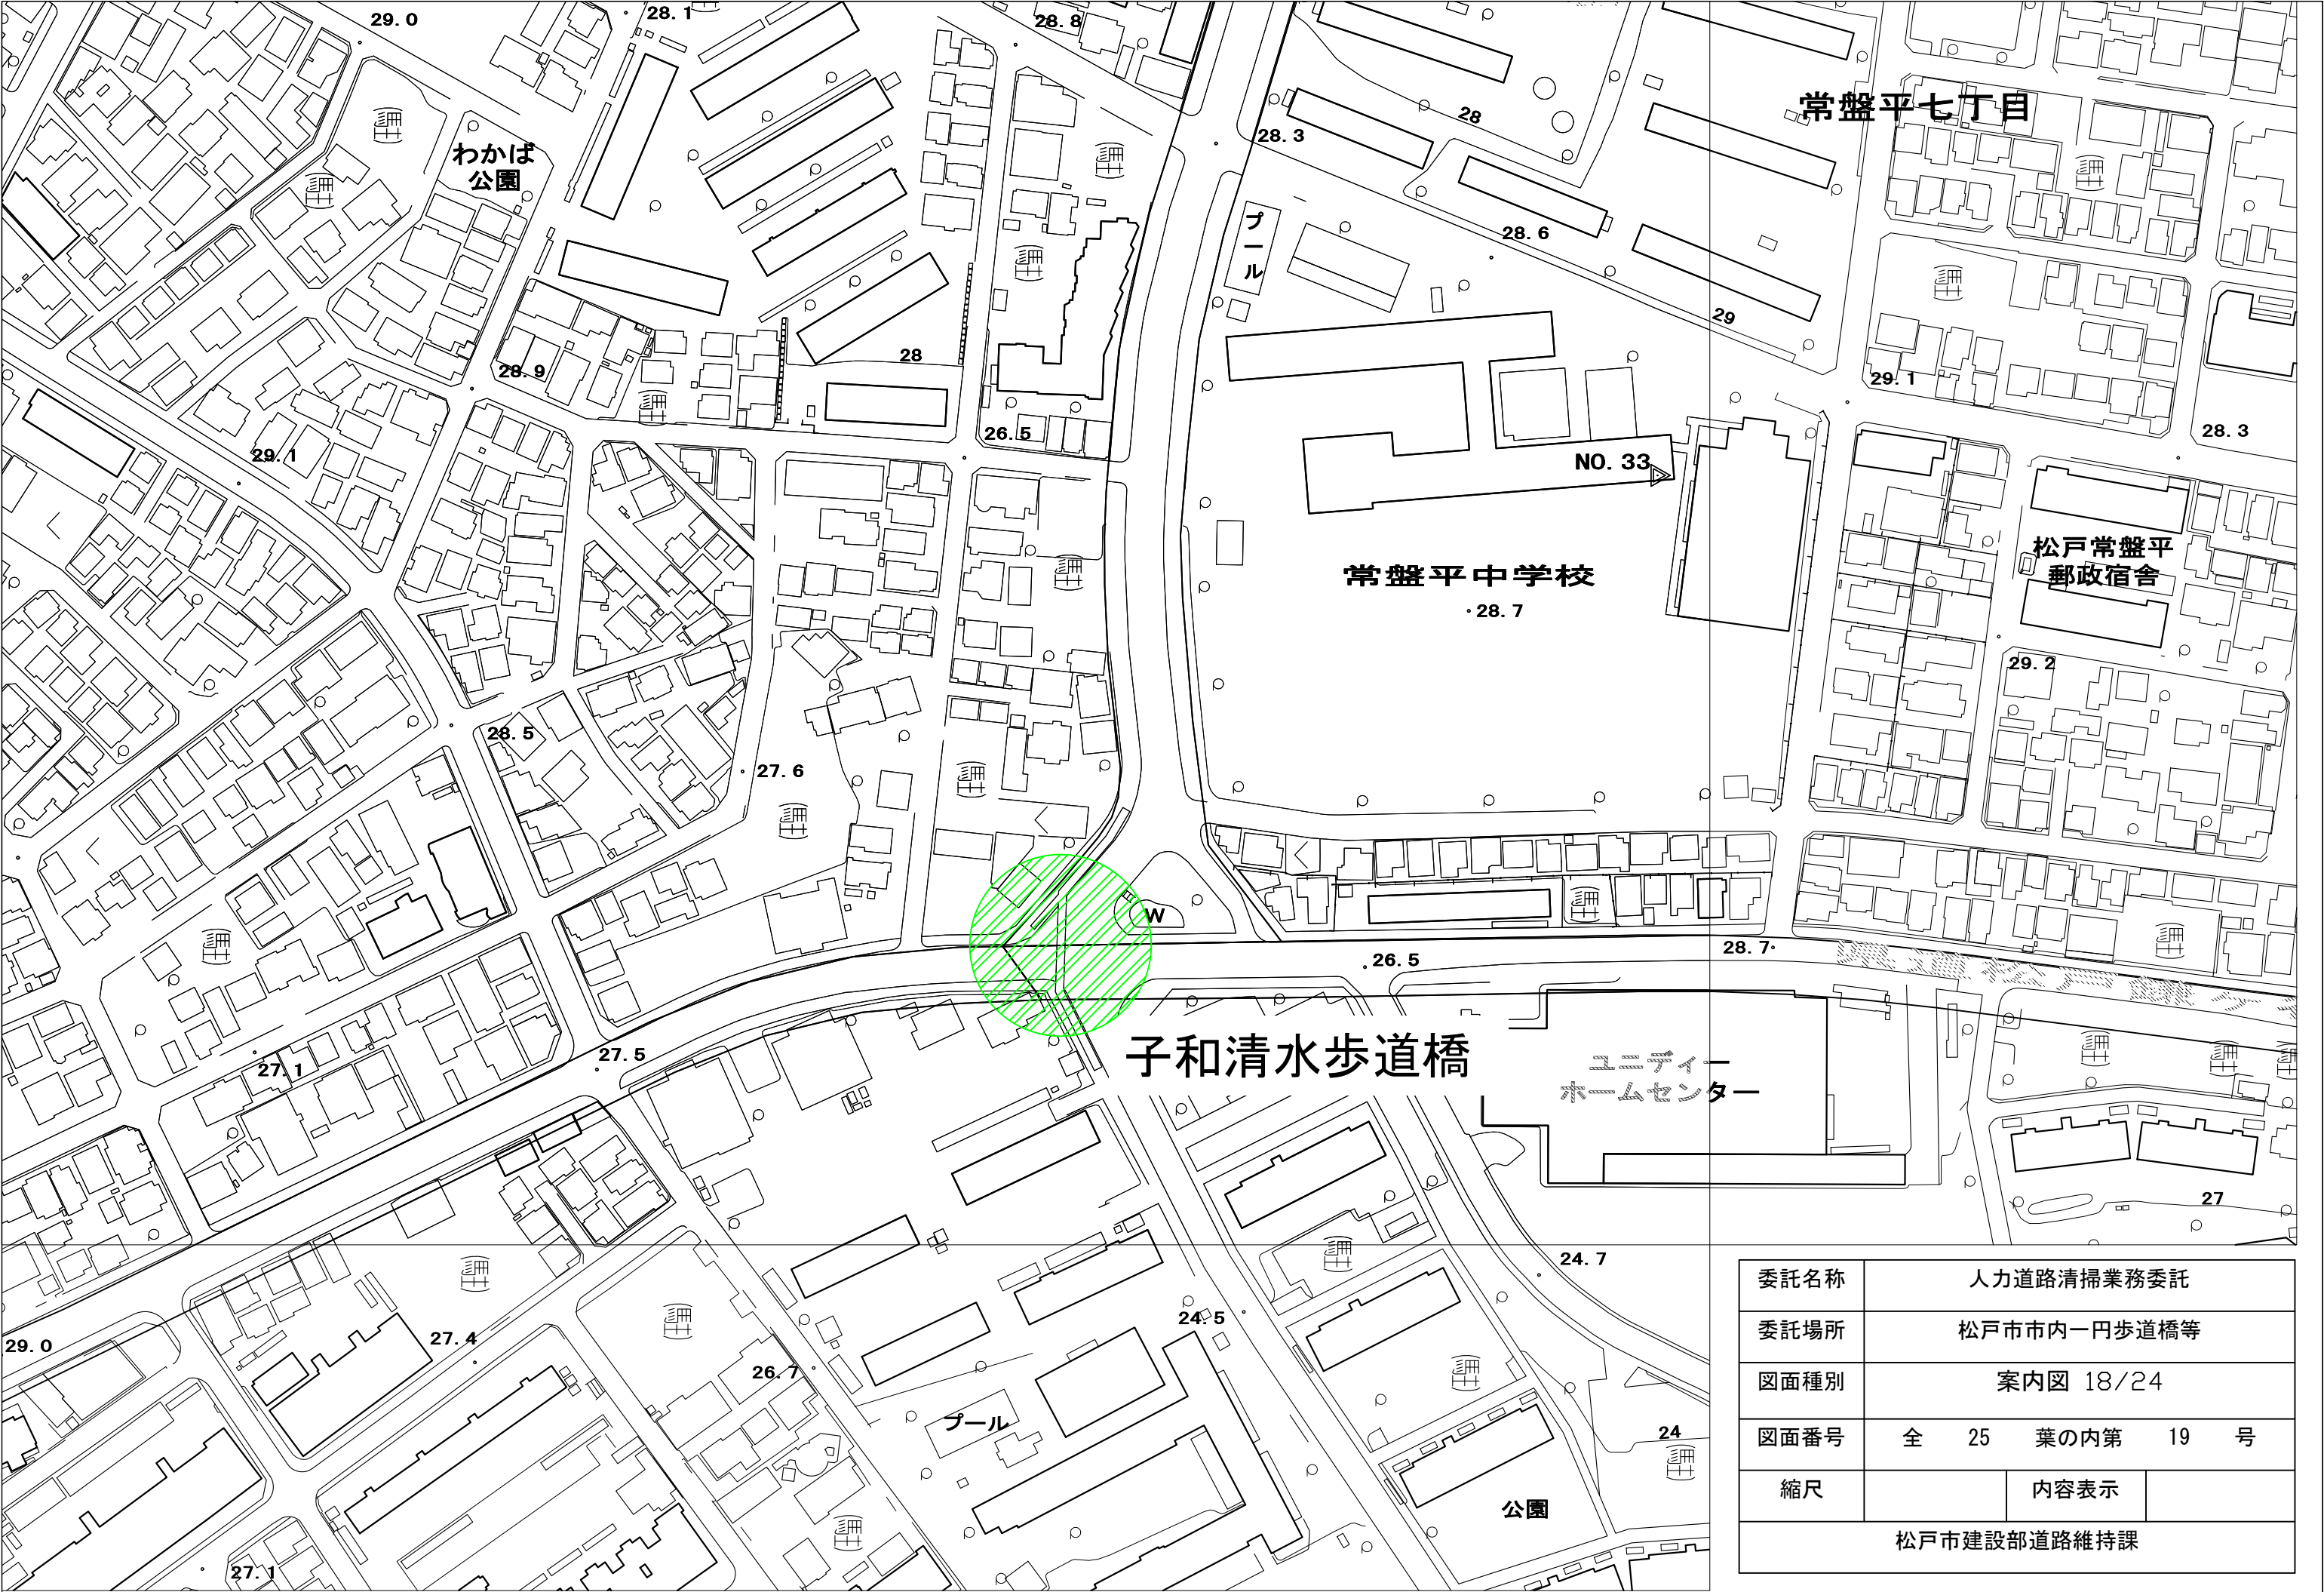 29.0
28.1
28.8
常盤平七丁目
28
28.3
わかば
公園
プール
28.6
29
28
28.9
29.1
26.5
28.3
29.1
NO.33
松戸常盤平
郵政宿舎
常盤平中学校
28.7
29.2
28.5
27.6
W
28.7
26.5
27.5
27.1
子和清水歩道橋
ユニディー
ホームセンター
27
24.7
24.5
29.0
27.4
26.7
プール
24
公園
27.1
委託名称 人力道路清掃業務委託
委託場所 松戸市市内一円歩道橋等
図面種別 案内図 18/24
図面番号 全 25 葉の内第 19 号
縮尺 内容表示
松戸市建設部道路維持課